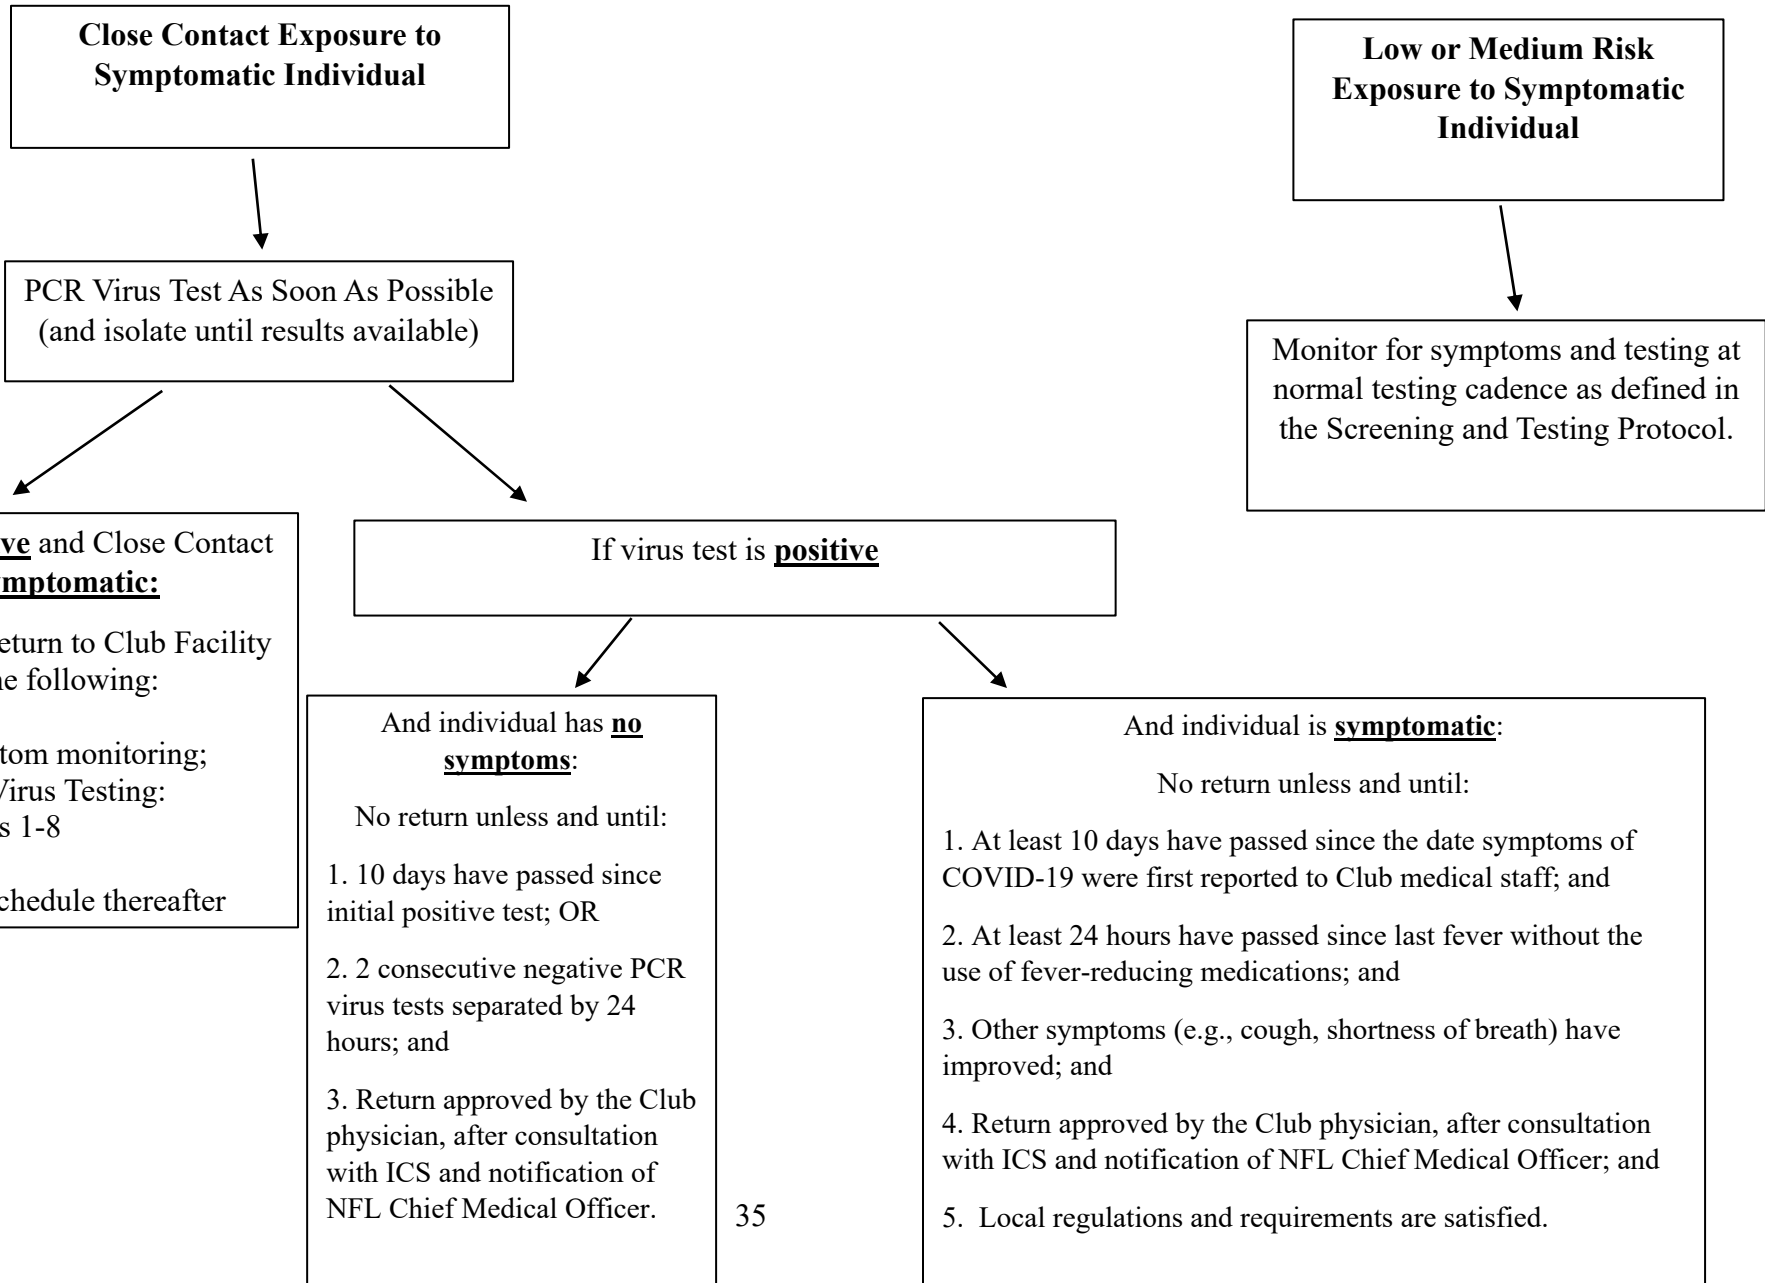 Close Contact Exposure to
Symptomatic Individual
Low or Medium Risk
Exposure to Symptomatic
Individual
PCR Virus Test As Soon As Possible
(and isolate until results available)
Monitor for symptoms and testing at
normal testing cadence as defined in
the Screening and Testing Protocol.
ve and Close Contact
mptomatic:
eturn to Club Facility
he following:
tom monitoring;
Virus Testing:
s 1-8
chedule thereafter
If virus test is positive
And individual has no
symptoms:
No return unless and until:
1. 10 days have passed since
initial positive test; OR
2. 2 consecutive negative PCR
virus tests separated by 24
hours; and
3. Return approved by the Club
physician, after consultation
with ICS and notification of
NFL Chief Medical Officer.
And individual is symptomatic:
No return unless and until:
1. At least 10 days have passed since the date symptoms of
COVID-19 were first reported to Club medical staff; and
2. At least 24 hours have passed since last fever without the
use of fever-reducing medications; and
3. Other symptoms (e.g., cough, shortness of breath) have
improved; and
4. Return approved by the Club physician, after consultation
with ICS and notification of NFL Chief Medical Officer; and
5. Local regulations and requirements are satisfied.
35